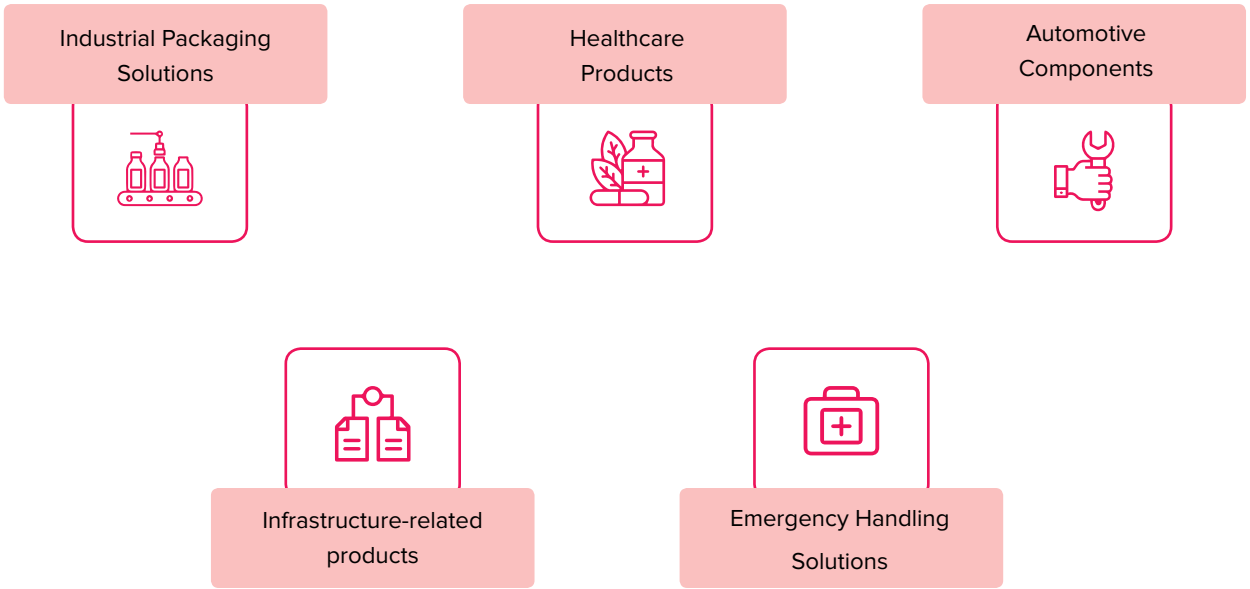 Industrial Packaging
Solutions
Healthcare
Products
Automotive
Components
Infrastructure-related
products
Emergency Handling
Solutions